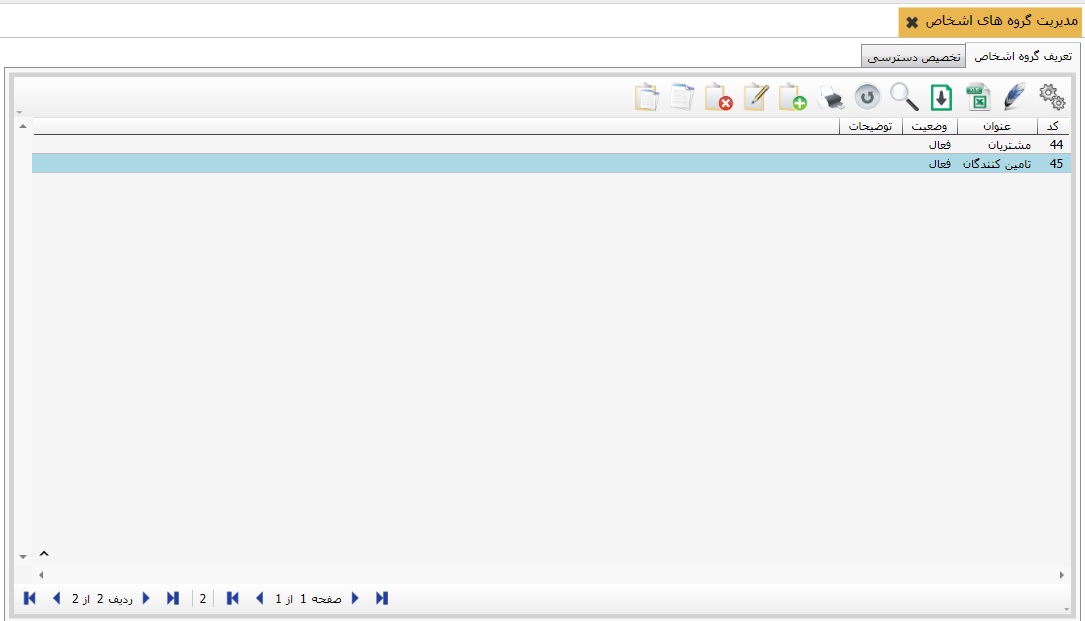 مدیریت گروه های اشخاص
تعریف گروه اشخاص
تخصیص دسترسی
کد عنوان وضعیت توضیحات
44 مشتریان فعال
45 تامین کنندگان فعال
صفحه 1 از 1 2 ردیف 2 از 2